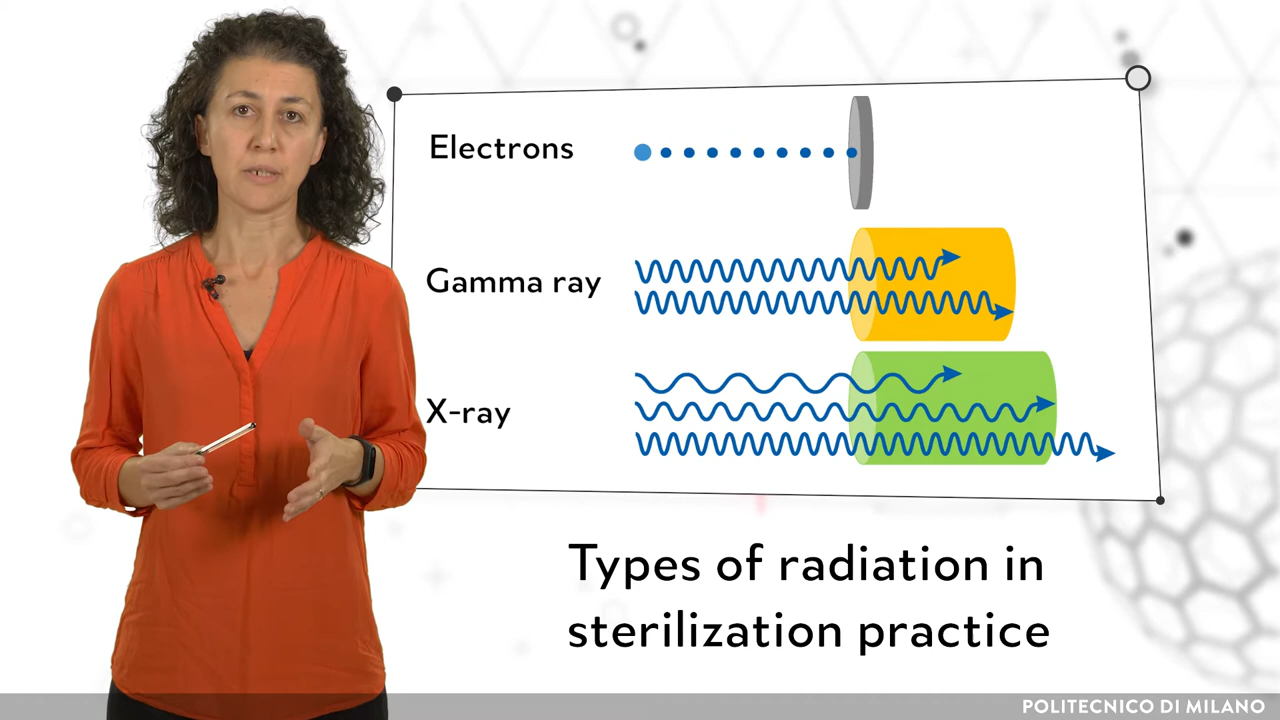 Electrons
Gamma ray
X-ray
Types of radiation in
sterilization practice
POLITECNICO DI MILANO